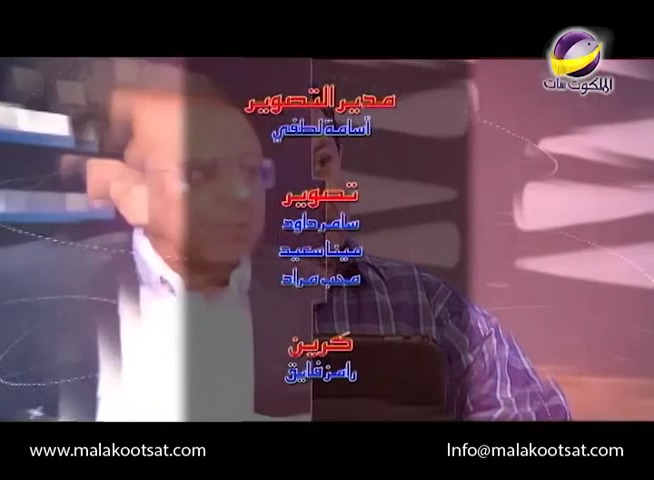 الملكوت سات
مدير التصوير
أسامة لطفي
تصوير
سامر داود
مينا سعيد
محب مراد
كرين
رامز فايق
www.malakootsat.com
Info@malakootsat.com